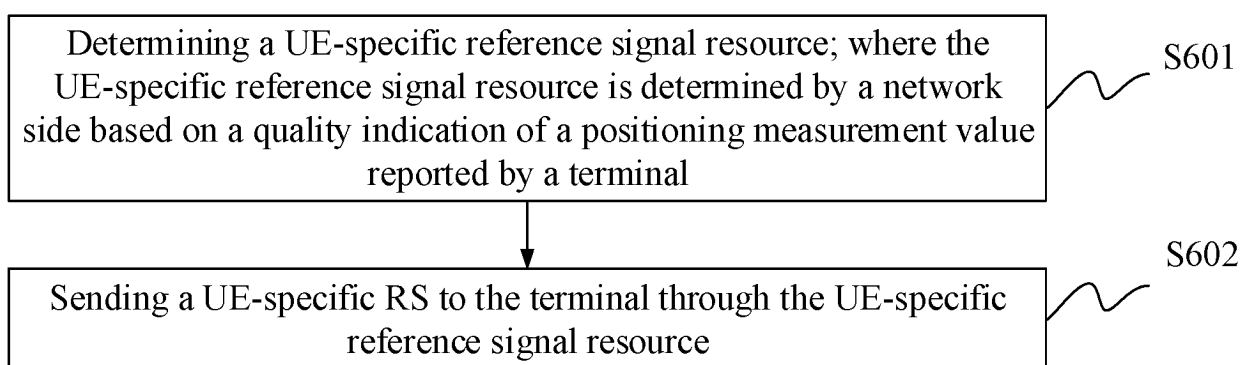 Determining a UE-specific reference signal resource; where the
UE-specific reference signal resource is determined by a network
side based on a quality indication of a positioning measurement value
reported by a terminal
S601
Sending a UE-specific RS to the terminal through the UE-specific
reference signal resource
S602